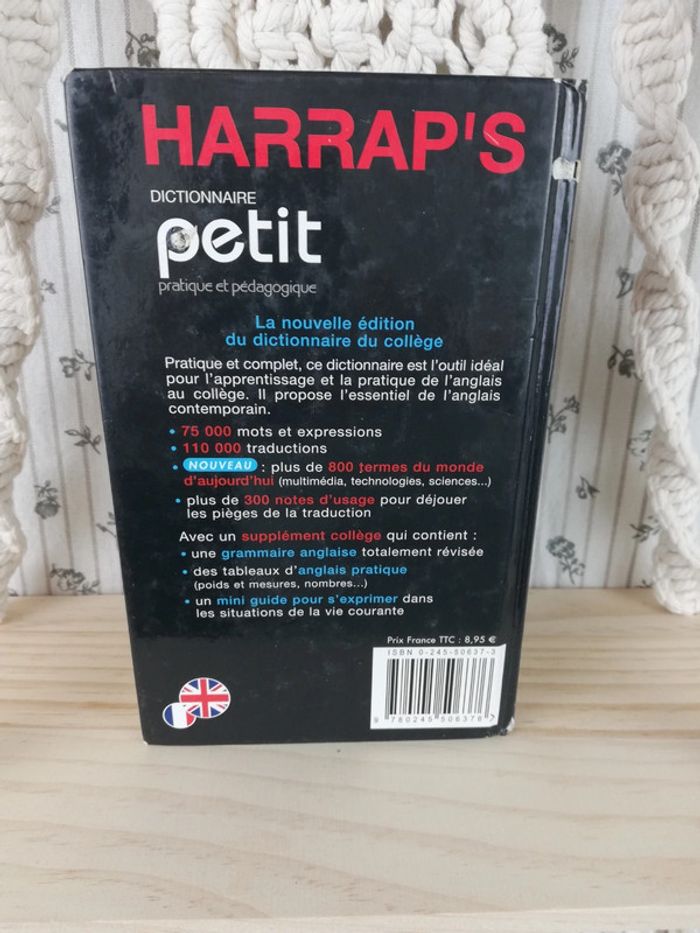 HARRAP'S
DICTIONNAIRE
petit
pratique et pédagogique
La nouvelle édition
du dictionnaire du collège
Pratique et complet, ce dictionnaire est l'outil idéal
pour l'apprentissage et la pratique de l'anglais
au collège. Il propose l'essentiel de l'anglais
contemporain.
• 75 000 mots et expressions
• 110 000 traductions
• NOUVEAU : plus de 800 termes du monde
d'aujourd'hui (multimédia, technologies, sciences...)
• plus de 300 notes d'usage pour déjouer
les pièges de la traduction
Avec un supplément collège qui contient :
• une grammaire anglaise totalement révisée
• des tableaux d'anglais pratique
(poids et mesures, nombres...)
• un mini guide pour s'exprimer dans
les situations de la vie courante
Prix France TTC : 8,95 €
ISBN 0-245-50637-3
9 780245 506378